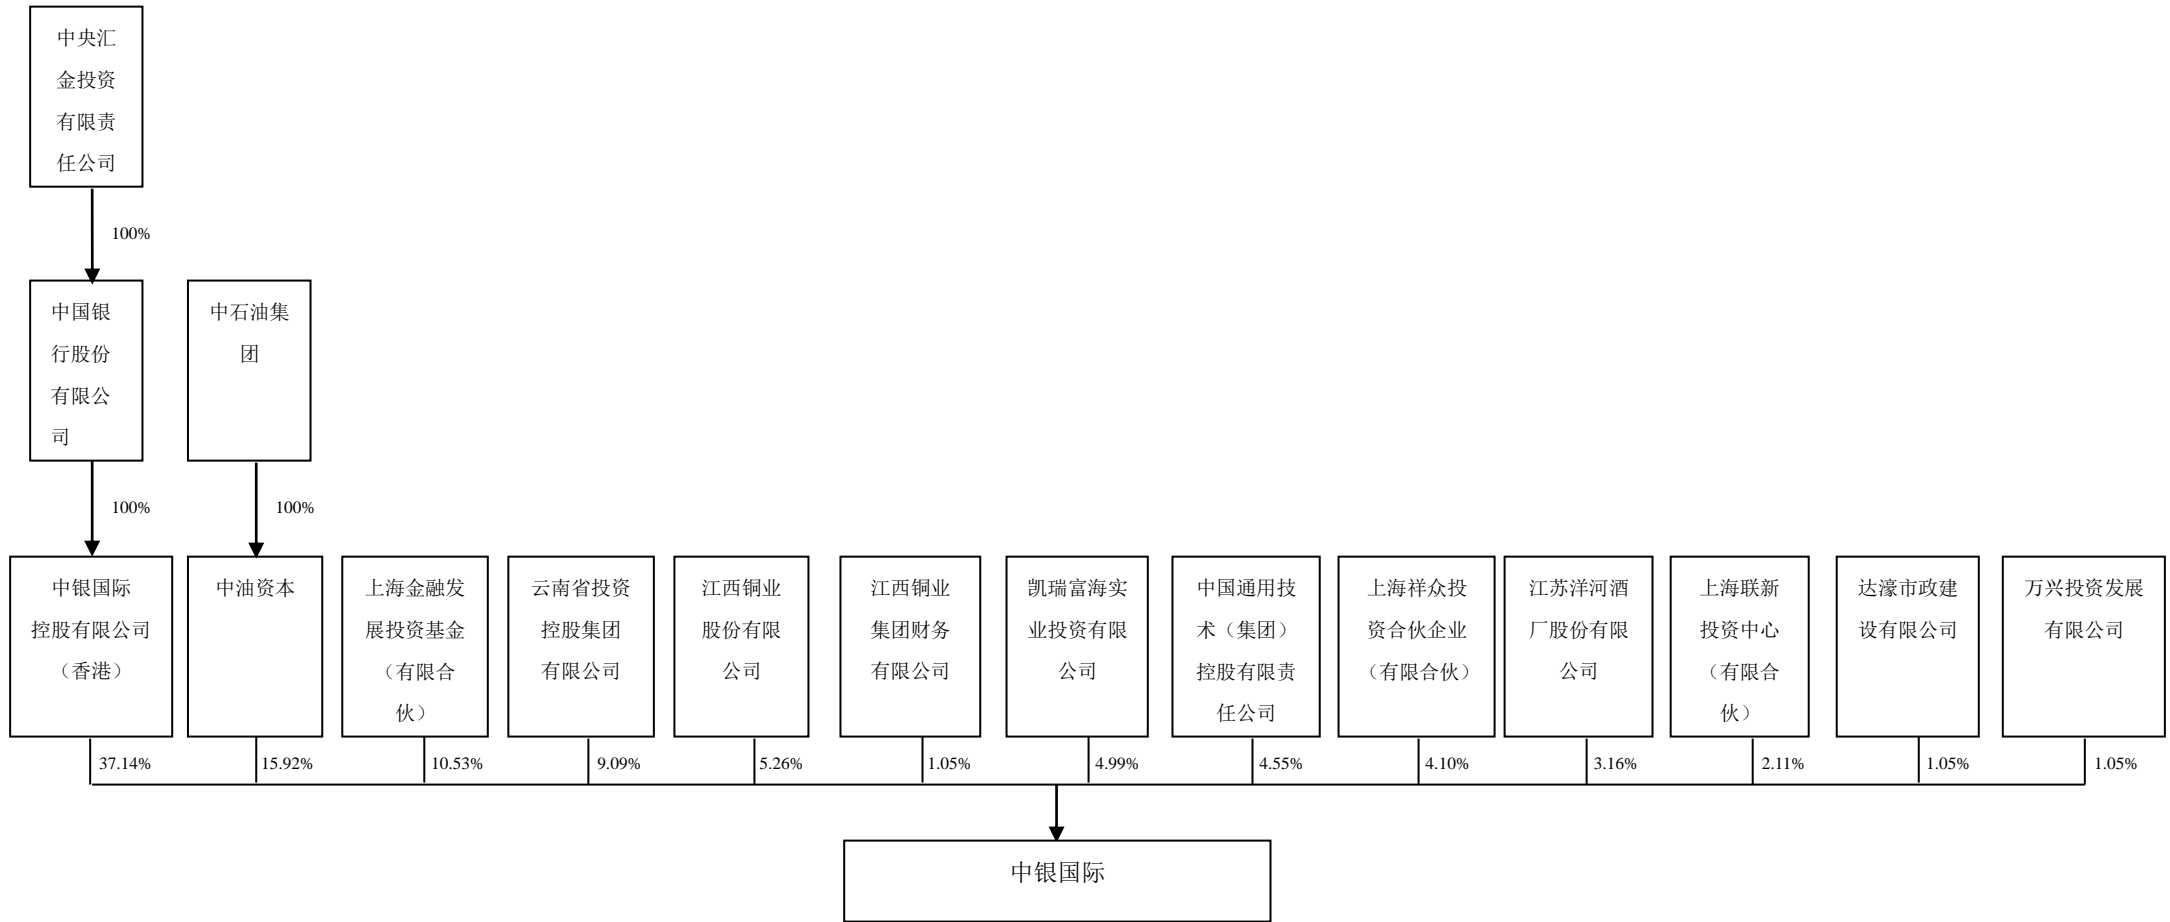 中央汇
金投资
有限责
任公司
100%
中国银
行股份
有限公
司
中石油集
团
100%
100%
中银国际
控股有限公司
（香港）
中油资本
上海金融发
展投资基金
（有限合
伙）
云南省投资
控股集团
有限公司
江西铜业
股份有限
公司
江西铜业
集团财务
有限公司
凯瑞富海实
业投资有限
公司
中国通用技
术（集团）
控股有限责
任公司
上海祥众投
资合伙企业
（有限合伙）
江苏洋河酒
厂股份有限
公司
上海联新
投资中心
（有限合
伙）
达濠市政建
设有限公司
万兴投资发展
有限公司
37.14%
15.92%
10.53%
9.09%
5.26%
1.05%
4.99%
4.55%
4.10%
3.16%
2.11%
1.05%
1.05%
中银国际